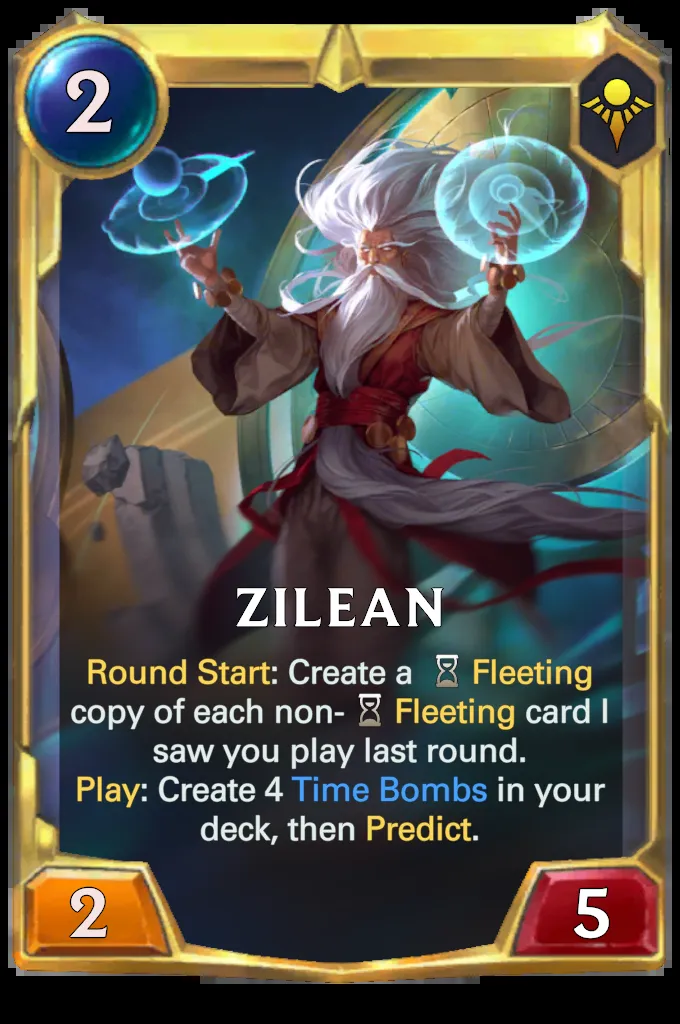 2
ZILEAN
Round Start: Create a Fleeting
copy of each non- Fleeting card I
saw you play last round.
Play: Create 4 Time Bombs in your
deck, then Predict.
2 5